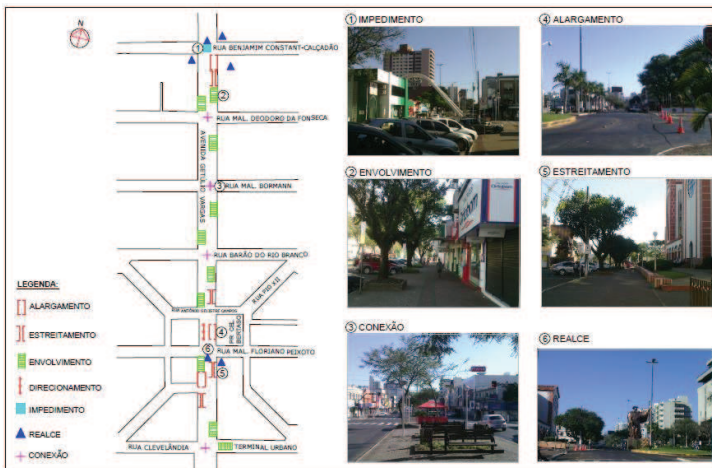 N
① RUA BENJAMIM CONSTANT-CALÇADÃO
②
RUA MAL. DEODORO DA FONSECA
AVENIDA GETÚLIO VARGAS
③ RUA MAL. BORMANN
RUA BARÃO DO RIO BRANCO
RUA PIO XII
④
⑥ RUA MAL. FLORIANO PEIXOTO
⑤
RUA CLEVELÂNDIA
TERMINAL URBANO
LEGENDA:
ALARGAMENTO
ESTREITAMENTO
ENVOLVIMENTO
DIRECIONAMENTO
IMPEDIMENTO
REALCE
CONEXÃO
① IMPEDIMENTO
④ ALARGAMENTO
② ENVOLVIMENTO
⑤ ESTREITAMENTO
③ CONEXÃO
⑥ REALCE